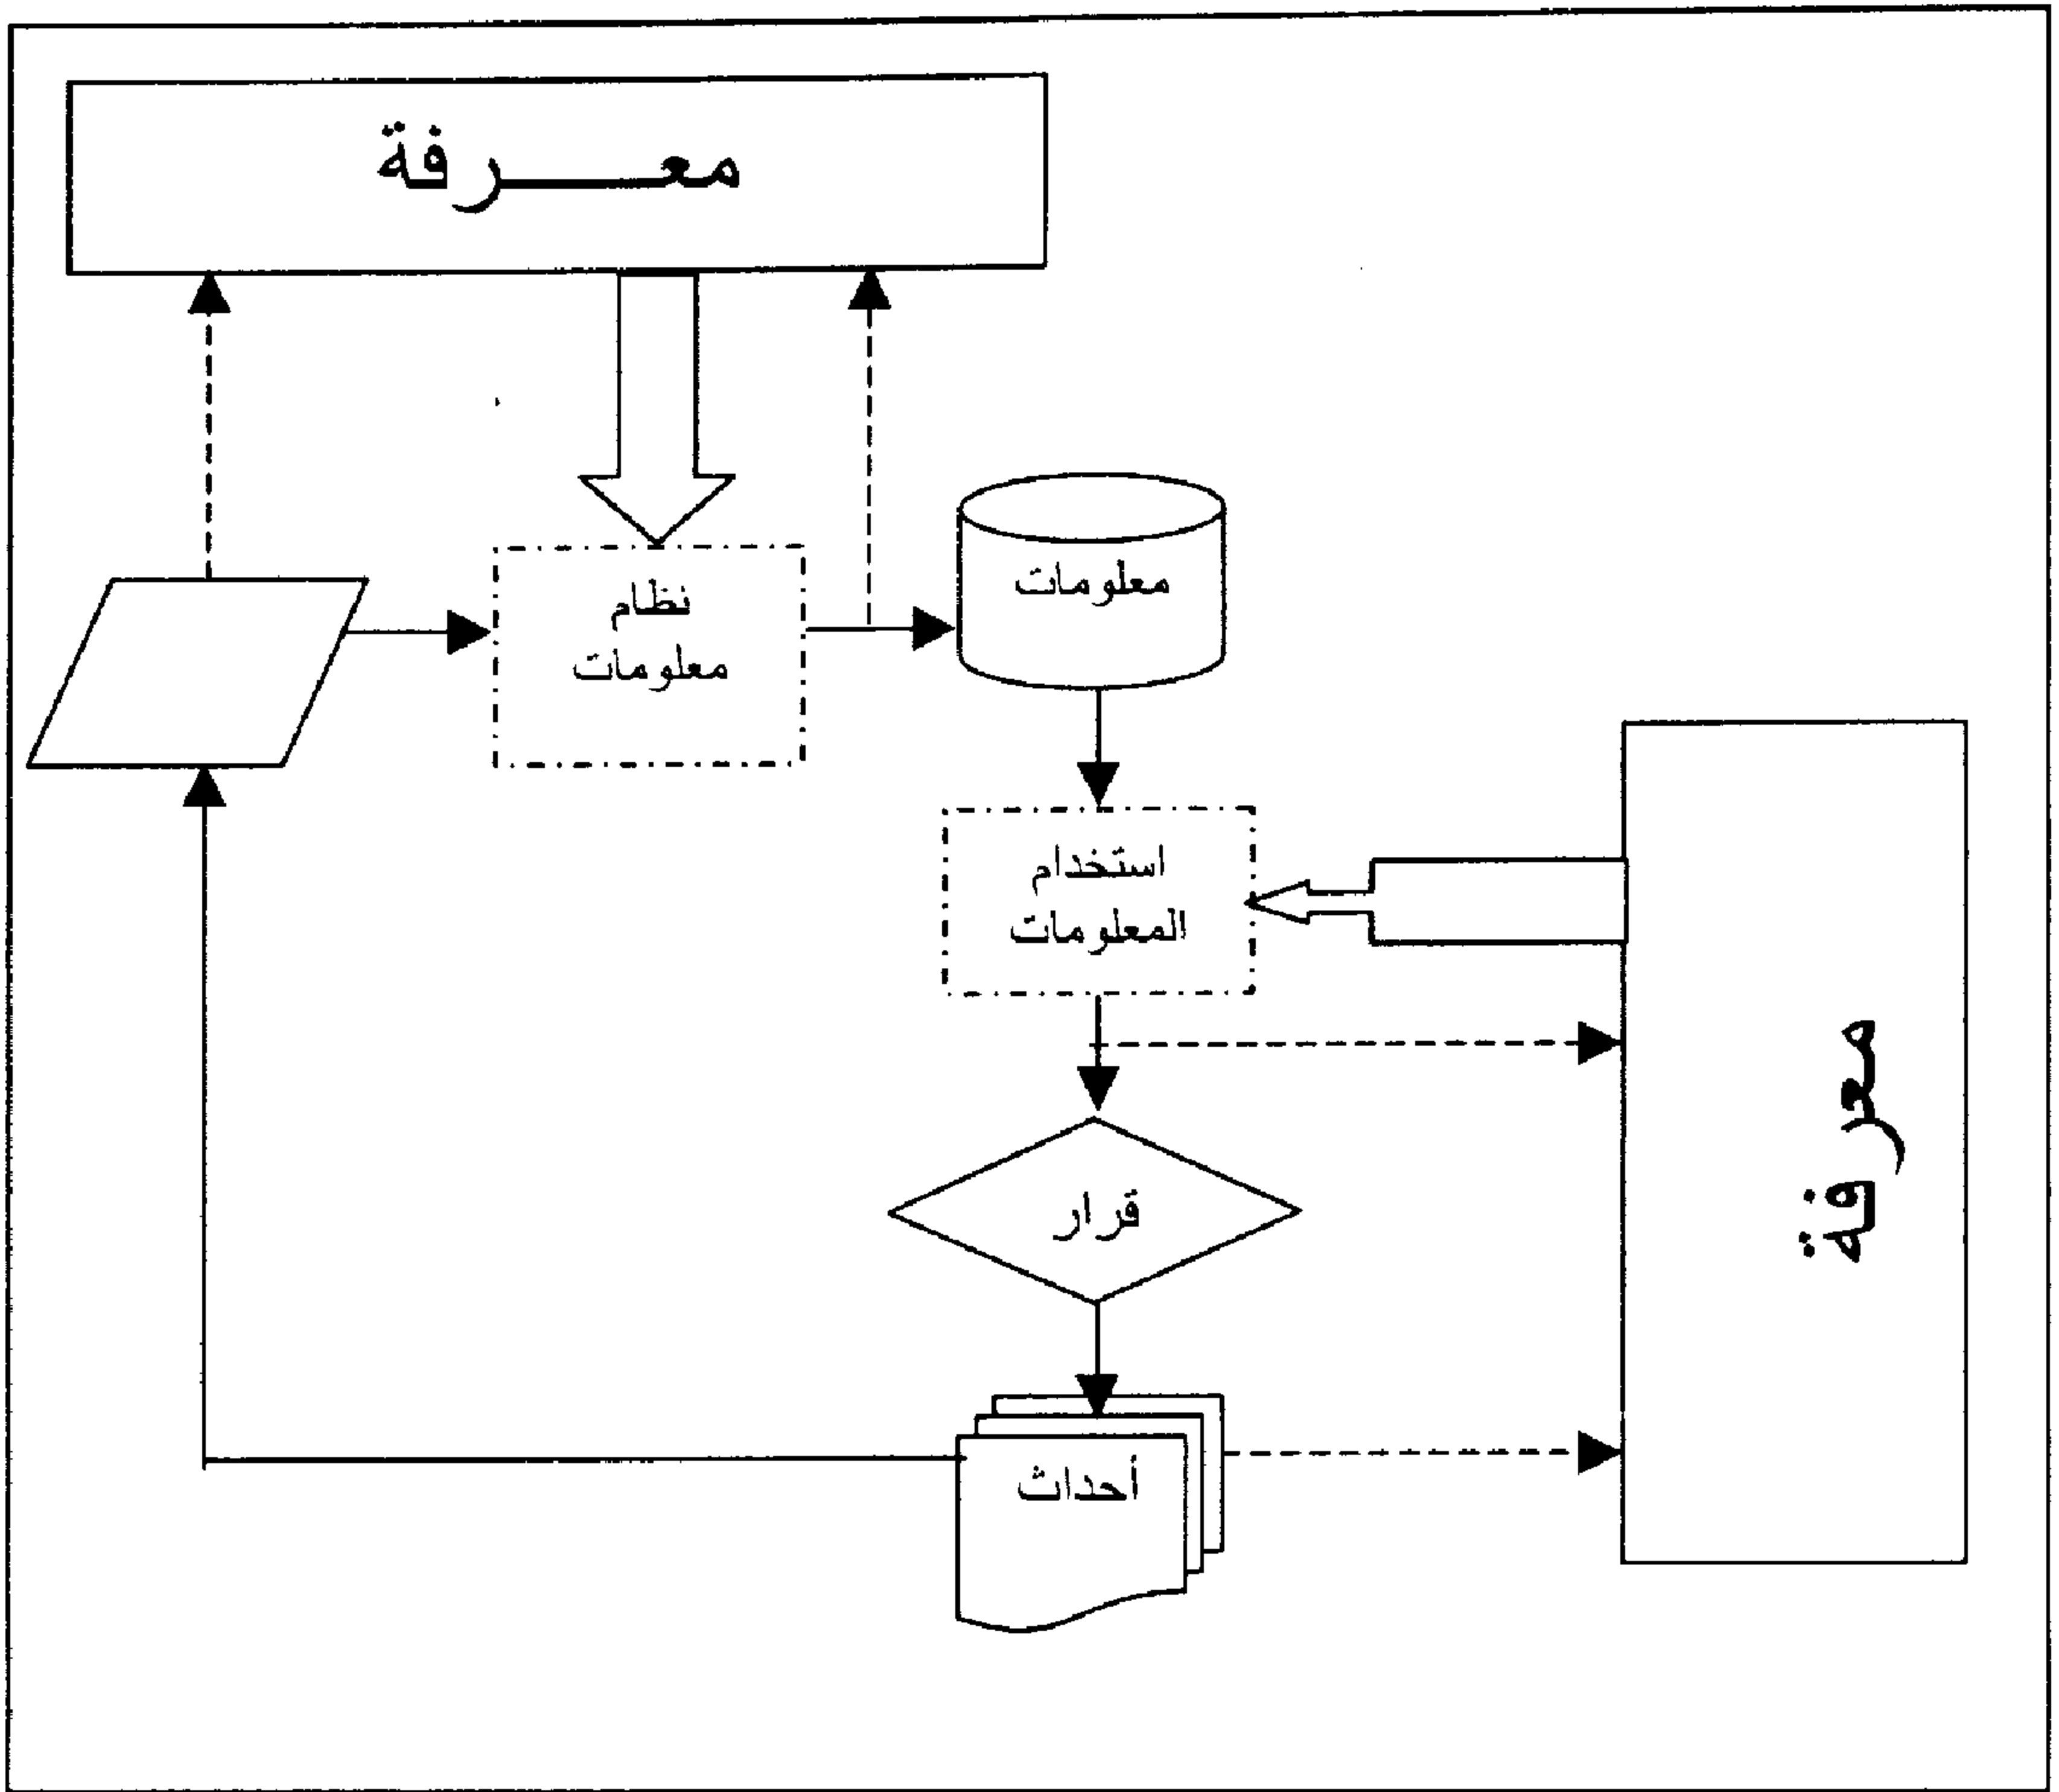 معـــــرفة
نظام
معلومات
معلومات
استخدام
المعلومات
معرفة
قرار
أحداث